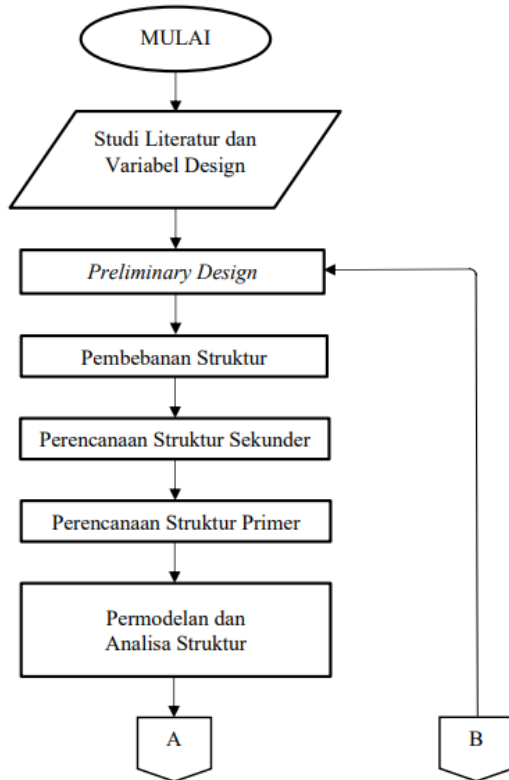 MULAI
Studi Literatur dan
Variabel Design
Preliminary Design
Pembebanan Struktur
Perencanaan Struktur Sekunder
Perencanaan Struktur Primer
Permodelan dan
Analisa Struktur
A
B